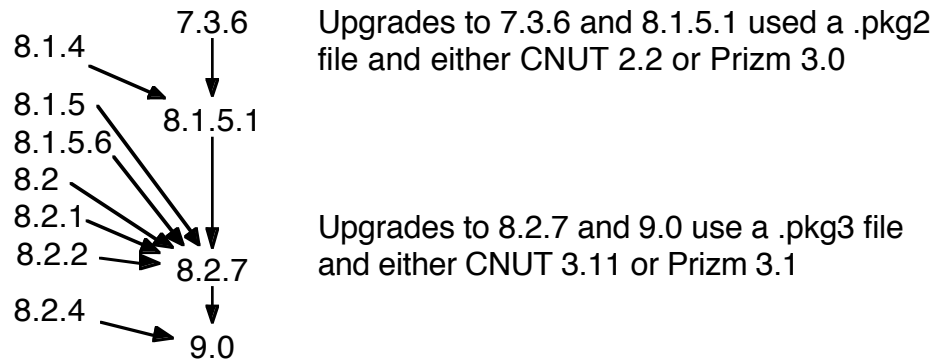 7.3.6
Upgrades to 7.3.6 and 8.1.5.1 used a .pkg2
8.1.4
file and either CNUT 2.2 or Prizm 3.0
8.1.5
8.1.5.1
8.1.5.6
8.2
8.2.1
Upgrades to 8.2.7 and 9.0 use a .pkg3 file
8.2.2
8.2.7
and either CNUT 3.11 or Prizm 3.1
8.2.4
9.0